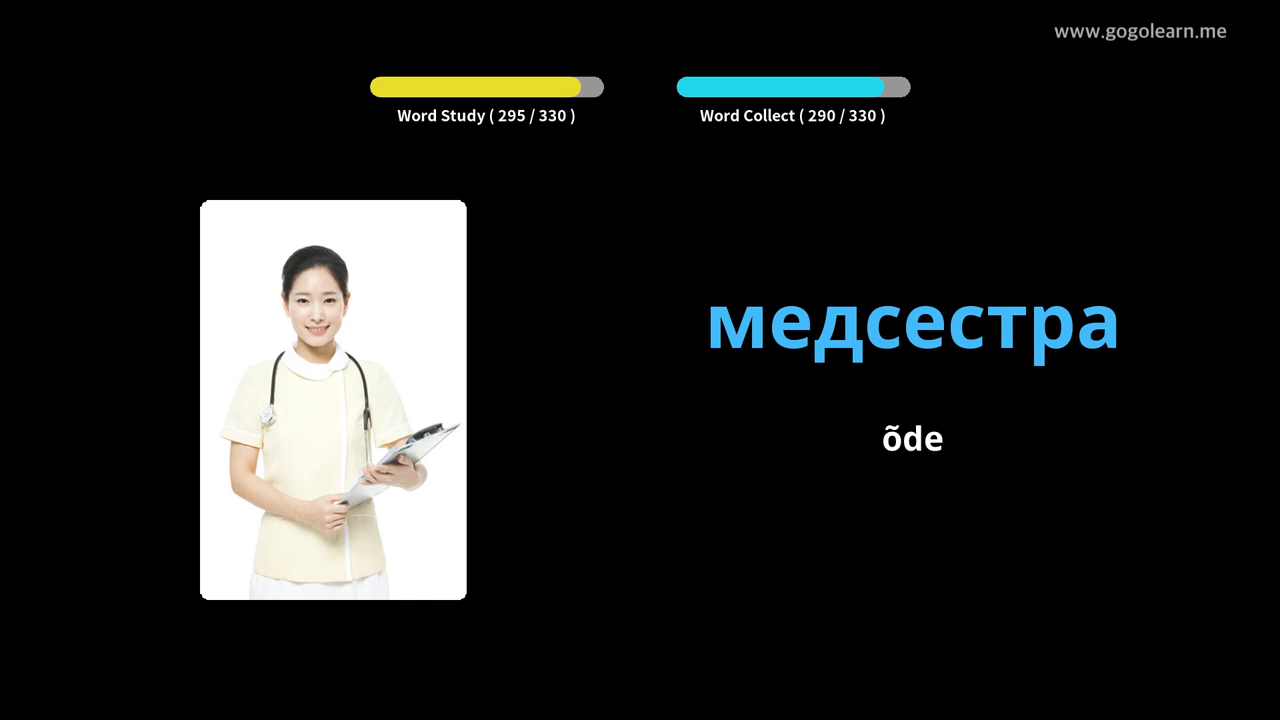 www.gogolearn.me
Word Study ( 295 / 330 )
Word Collect ( 290 / 330 )
медсестра
õde